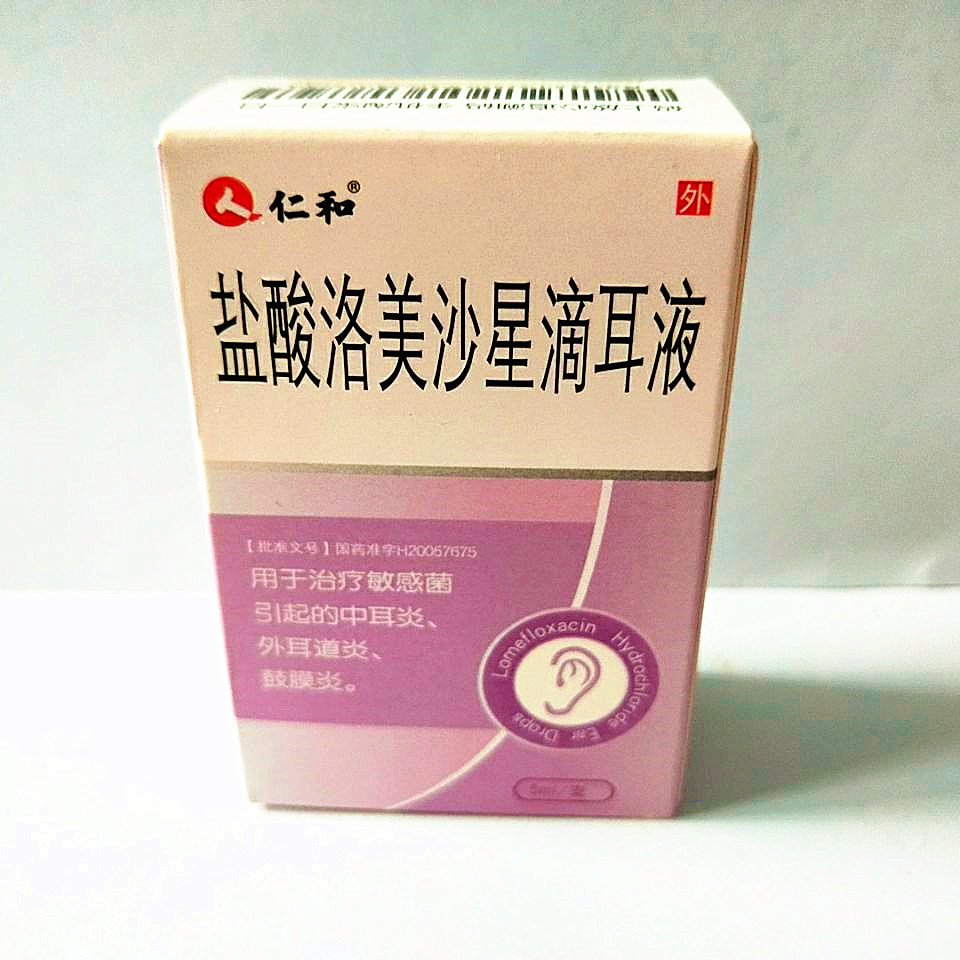 仁和®
外
盐酸洛美沙星滴耳液
【批准文号】国药准字H20057675
用于治疗敏感菌
引起的中耳炎、
外耳道炎、
鼓膜炎。
Lomefloxacin Hydrochloride Ear Drops
5ml/支